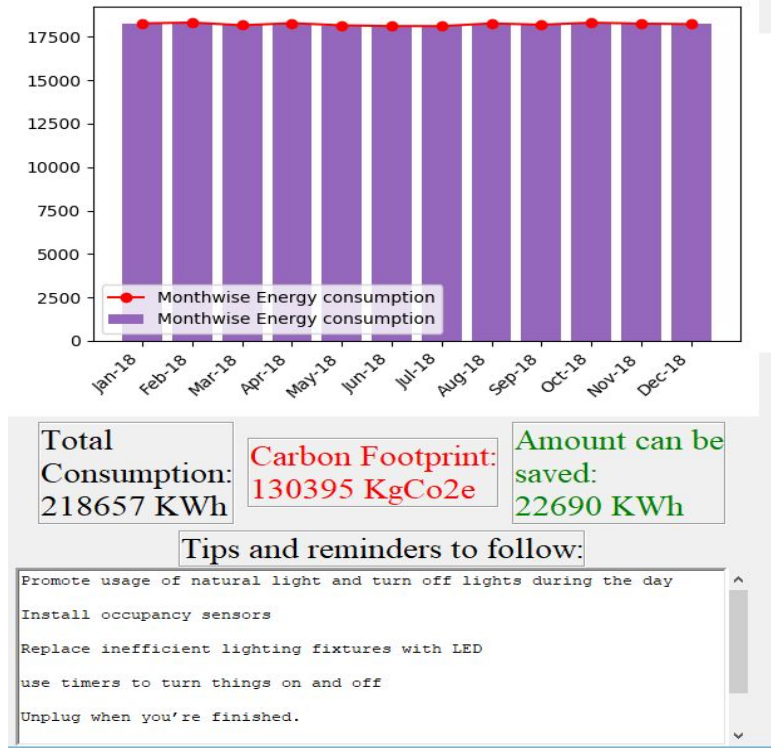 17500
15000
12500
10000
7500
5000
2500
0
Monthwise Energy consumption
Monthwise Energy consumption
Jan-18 Feb-18 Mar-18 Apr-18 May-18 Jun-18 Jul-18 Aug-18 Sep-18 Oct-18 Nov-18 Dec-18
Total
Consumption:
218657 KWh
Carbon Footprint:
130395 KgCo2e
Amount can be
saved:
22690 KWh
Tips and reminders to follow:
Promote usage of natural light and turn off lights during the day
Install occupancy sensors
Replace inefficient lighting fixtures with LED
use timers to turn things on and off
Unplug when you’re finished.